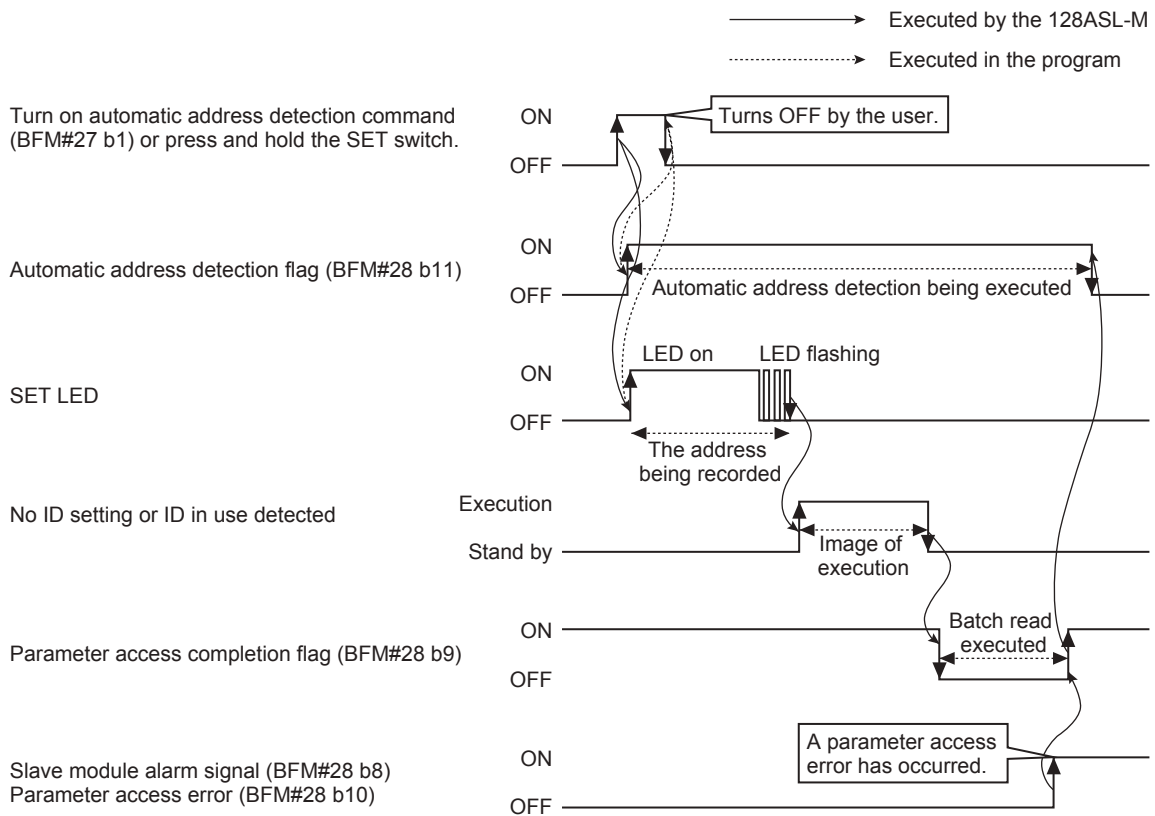 Executed by the 128ASL-M
Executed in the program
Turn on automatic address detection command
(BFM#27 b1) or press and hold the SET switch.
ON
OFF
Turns OFF by the user.
Automatic address detection flag (BFM#28 b11)
ON
OFF
Automatic address detection being executed
SET LED
ON
OFF
LED on
LED flashing
The address
being recorded
No ID setting or ID in use detected
Execution
Stand by
Image of
execution
Parameter access completion flag (BFM#28 b9)
ON
OFF
Batch read
executed
Slave module alarm signal (BFM#28 b8)
Parameter access error (BFM#28 b10)
ON
OFF
A parameter access
error has occurred.